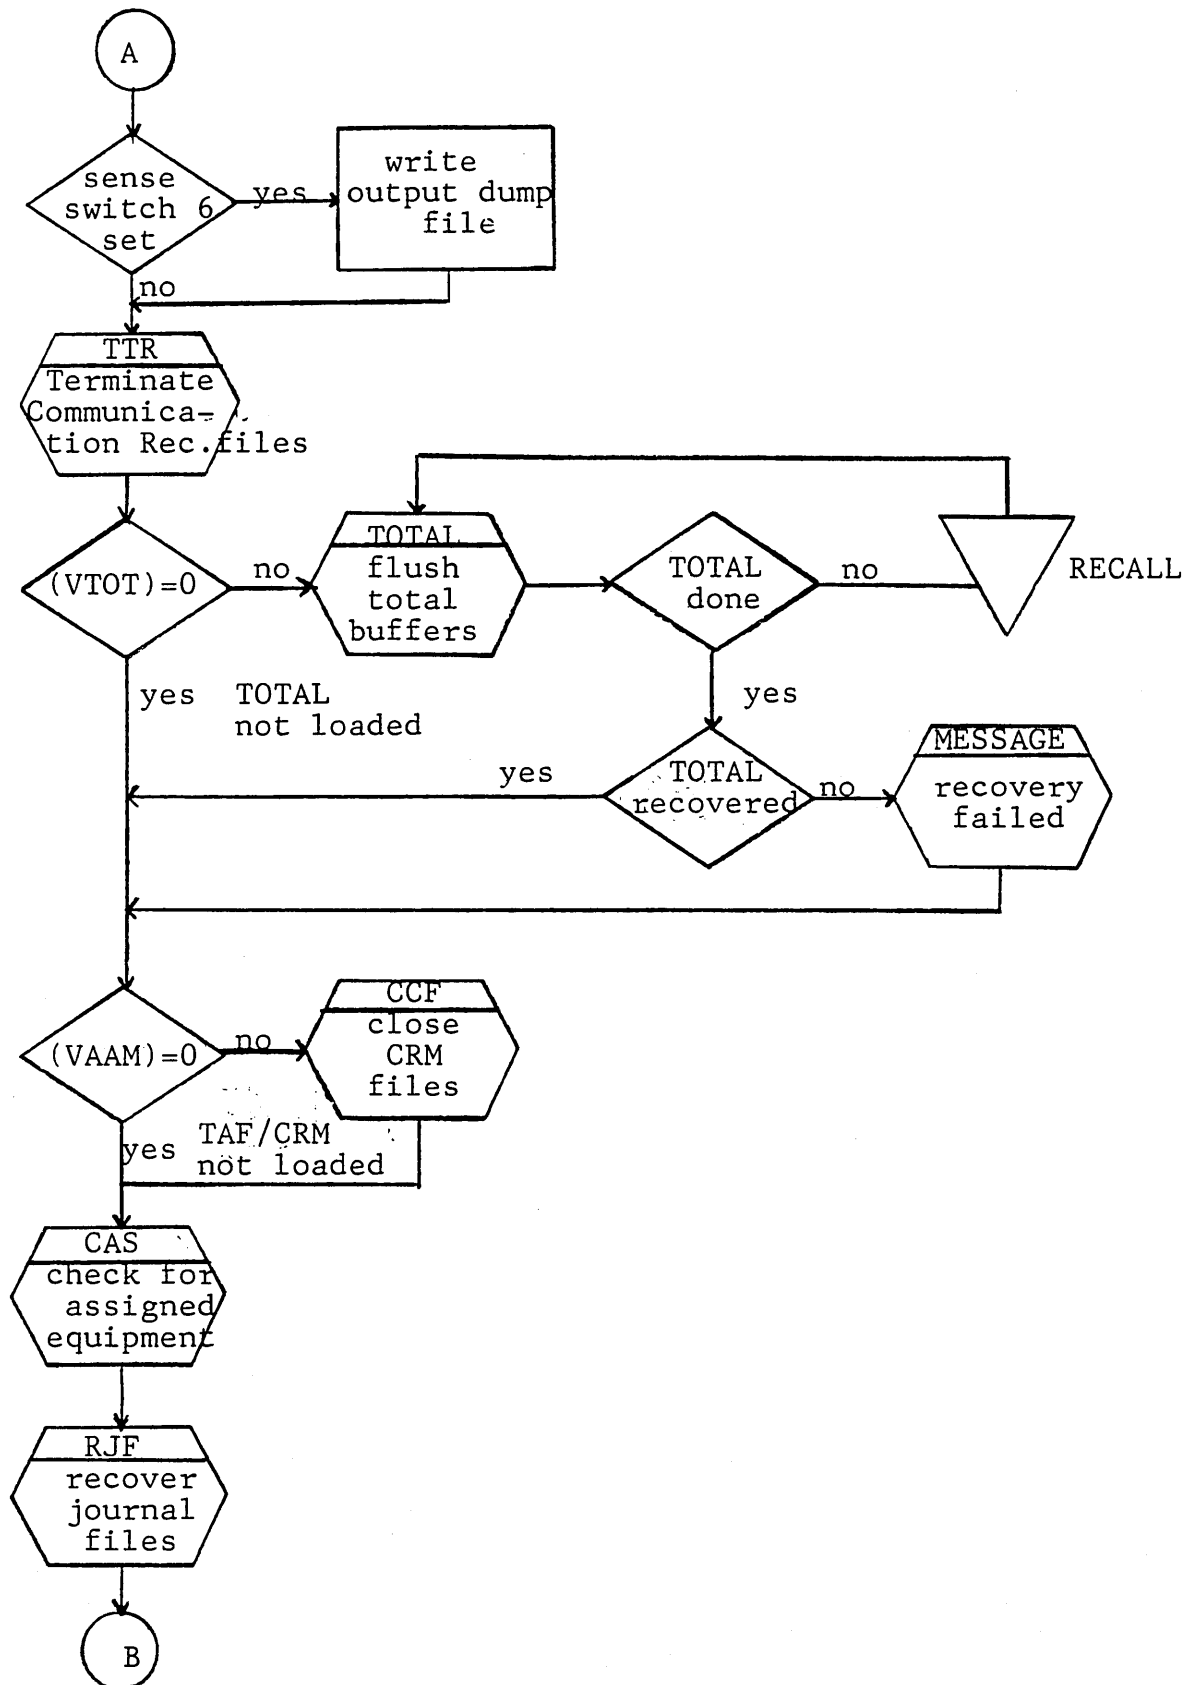 A
sense
switch 6
set
yes
write
output dump
file
no
TTR
Terminate
Communica-
tion Rec.files
(VTOT)=0
no
TOTAL
flush
total
buffers
TOTAL
done
no
RECALL
yes
TOTAL
not loaded
yes
yes
TOTAL
recovered
no
MESSAGE
recovery
failed
(VAAM)=0
no
CCF
close
CRM
files
yes
TAF/CRM
not loaded
CAS
check for
assigned
equipment
RJF
recover
journal
files
B